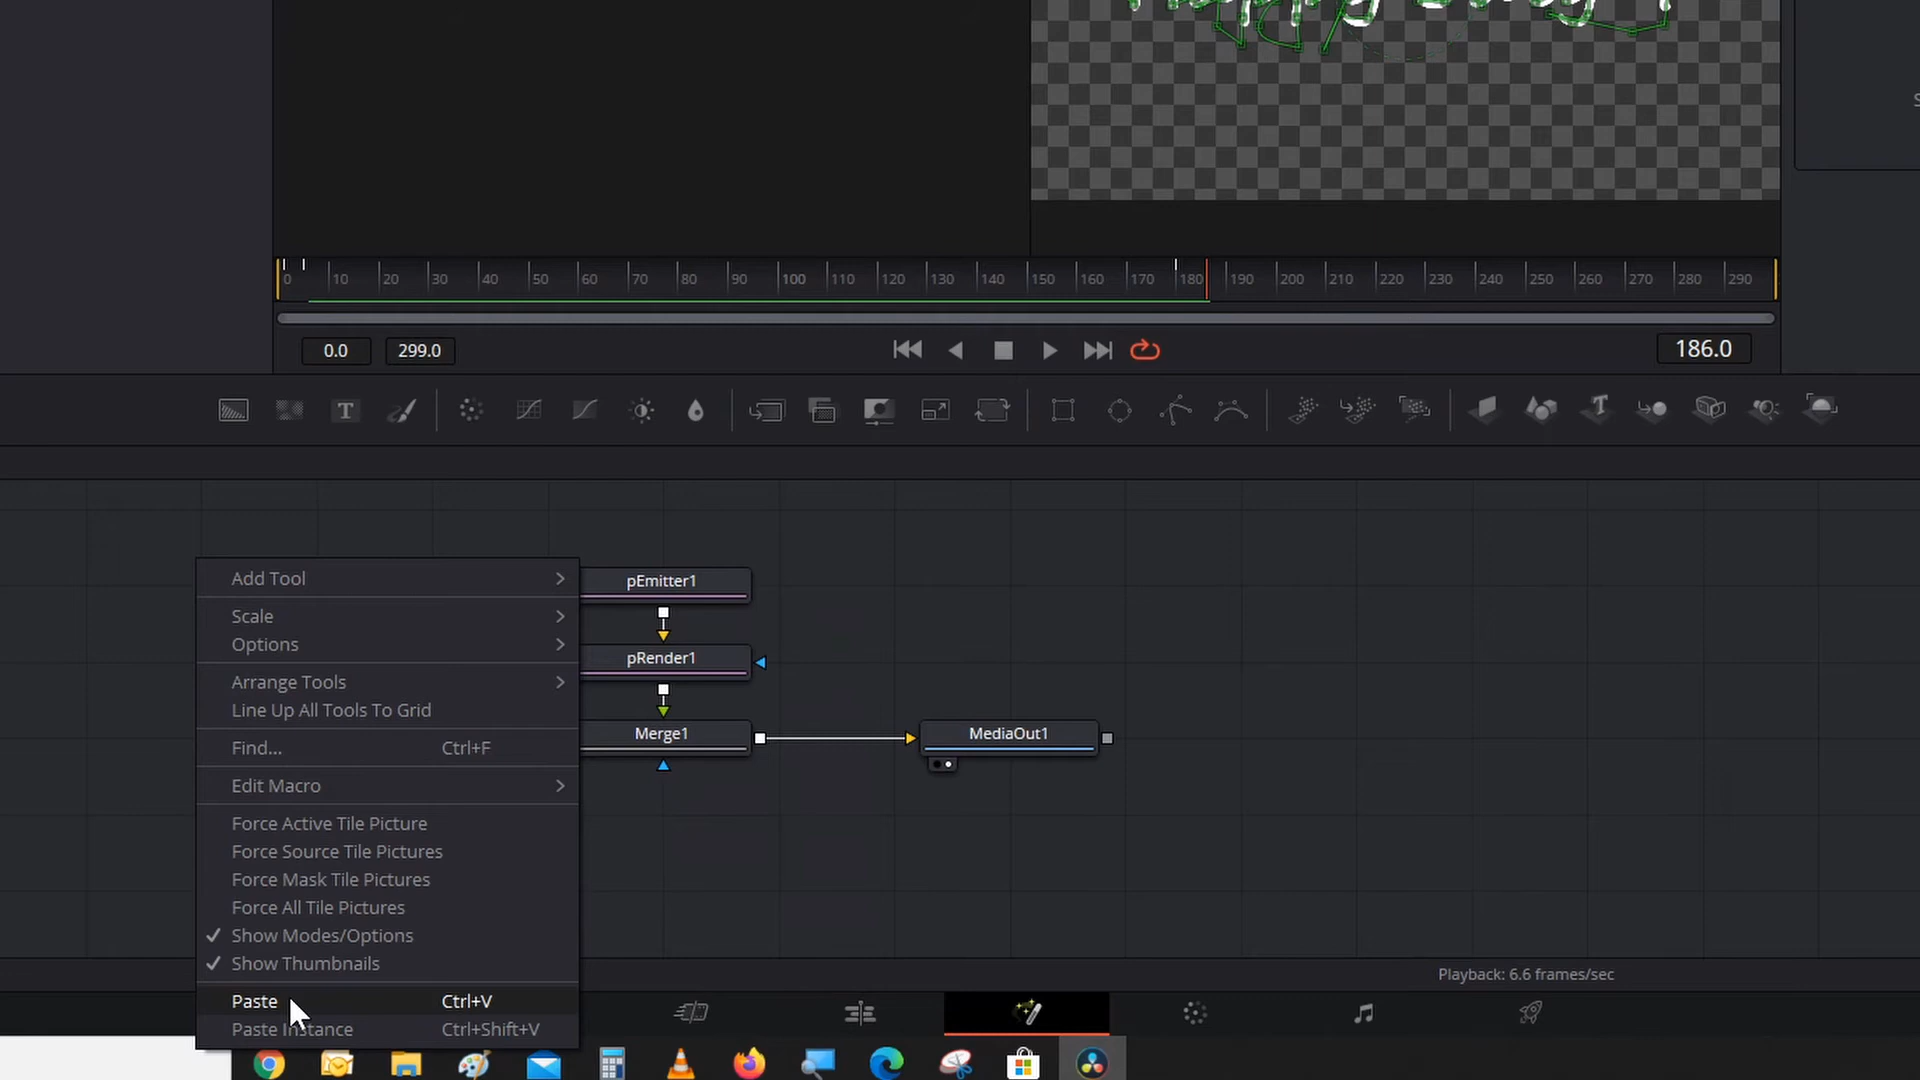 Happy Baby !
0 10 20 30 40 50 60 70 80 90 100 110 120 130 140 150 160 170 180 190 200 210 220 230 240 250 260 270 280 290
0.0 299.0 186.0
Add Tool
Scale
Options
Arrange Tools
Line Up All Tools To Grid
Find... Ctrl+F
Edit Macro
Force Active Tile Picture
Force Source Tile Pictures
Force Mask Tile Pictures
Force All Tile Pictures
Show Modes/Options
Show Thumbnails
Paste Ctrl+V
Paste Instance Ctrl+Shift+V
pEmitter1
pRender1
Merge1
MediaOut1
Playback: 6.6 frames/sec